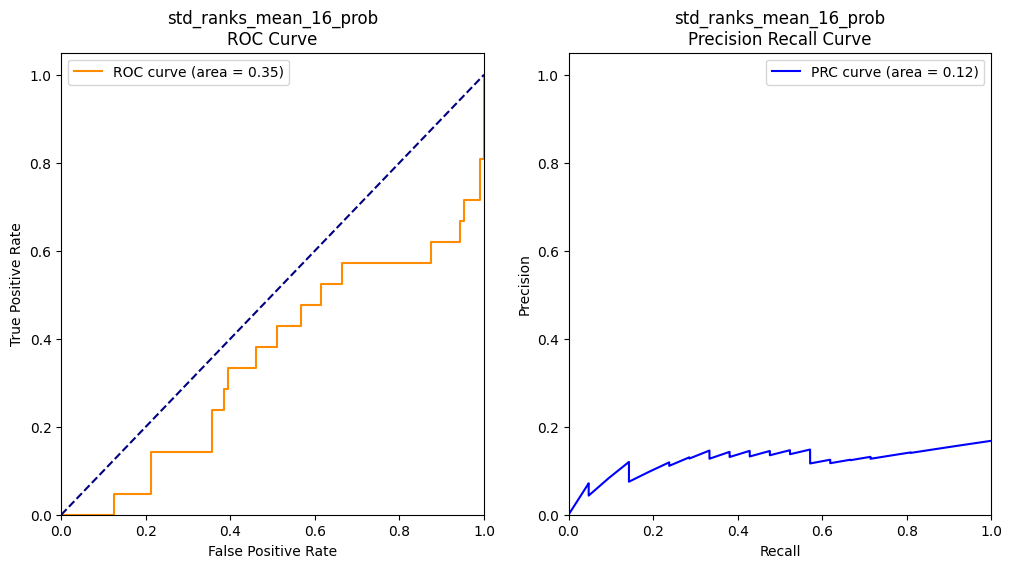 std_ranks_mean_16_prob
ROC Curve
ROC curve (area = 0.35)
True Positive Rate
1.0
0.8
0.6
0.4
0.2
0.0
0.0 0.2 0.4 0.6 0.8 1.0
False Positive Rate
std_ranks_mean_16_prob
Precision Recall Curve
PRC curve (area = 0.12)
Precision
1.0
0.8
0.6
0.4
0.2
0.0
0.0 0.2 0.4 0.6 0.8 1.0
Recall